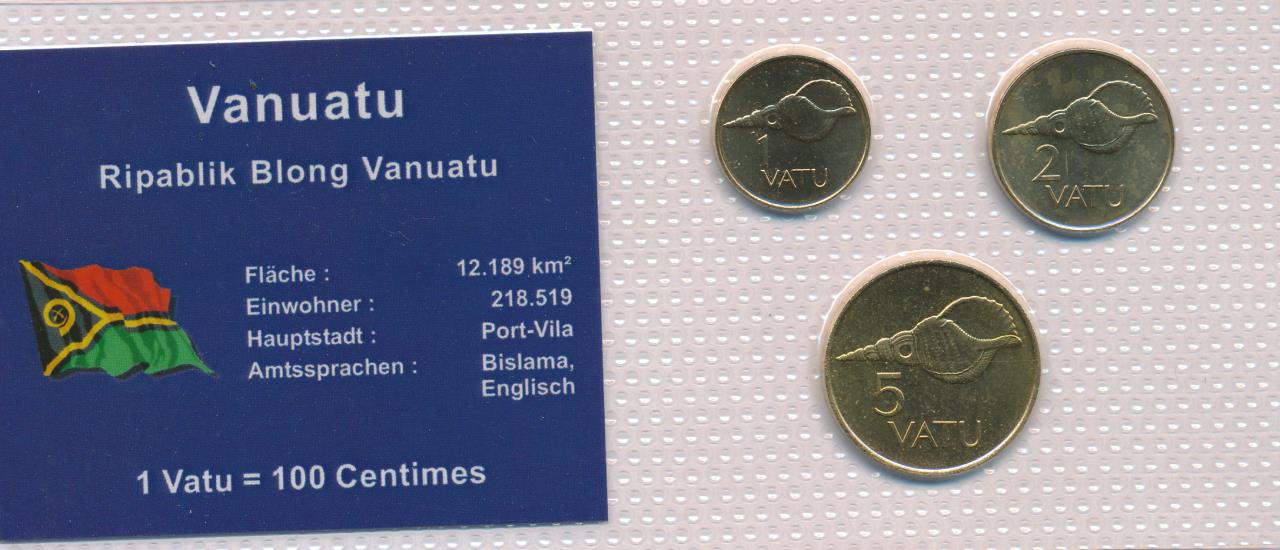 Vanuatu
Ripablik Blong Vanuatu
Fläche : 12.189 km²
Einwohner : 218.519
Hauptstadt : Port-Vila
Amtssprachen : Bislama,
Englisch
1 Vatu = 100 Centimes
1
VATU
2
VATU
5
VATU